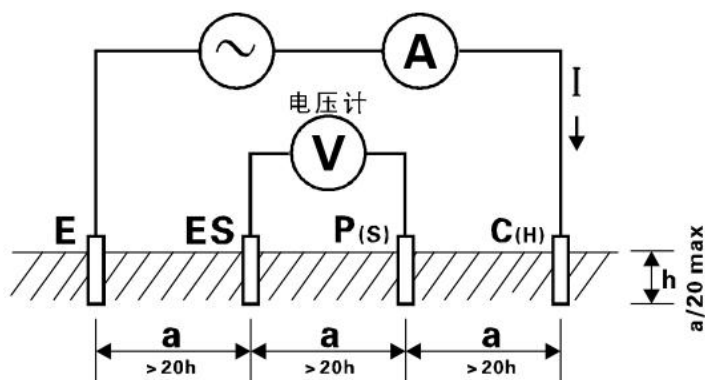 ~
A
I
电压计
V
E
ES
P(S)
C(H)
h
a/20 max
a
a
a
>20h
>20h
>20h